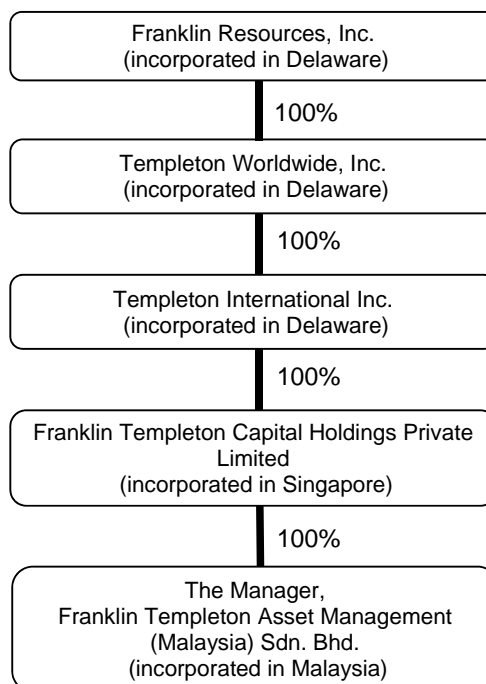 Franklin Resources, Inc.
(incorporated in Delaware)
100%
Templeton Worldwide, Inc.
(incorporated in Delaware)
100%
Templeton International Inc.
(incorporated in Delaware)
100%
Franklin Templeton Capital Holdings Private
Limited
(incorporated in Singapore)
100%
The Manager,
Franklin Templeton Asset Management
(Malaysia) Sdn. Bhd.
(incorporated in Malaysia)